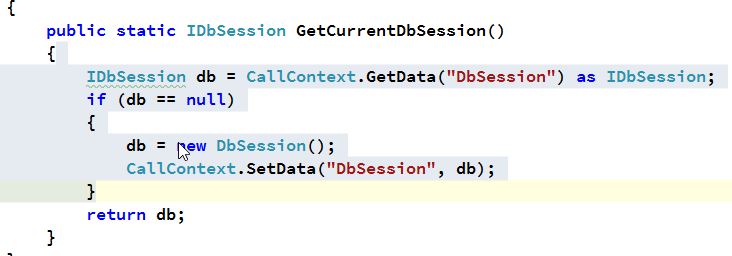 {
public static IDbSession GetCurrentDbSession()
{
IDbSession db = CallContext.GetData("DbSession") as IDbSession;
if (db == null)
{
db = new DbSession();
CallContext.SetData("DbSession", db);
}
return db;
}